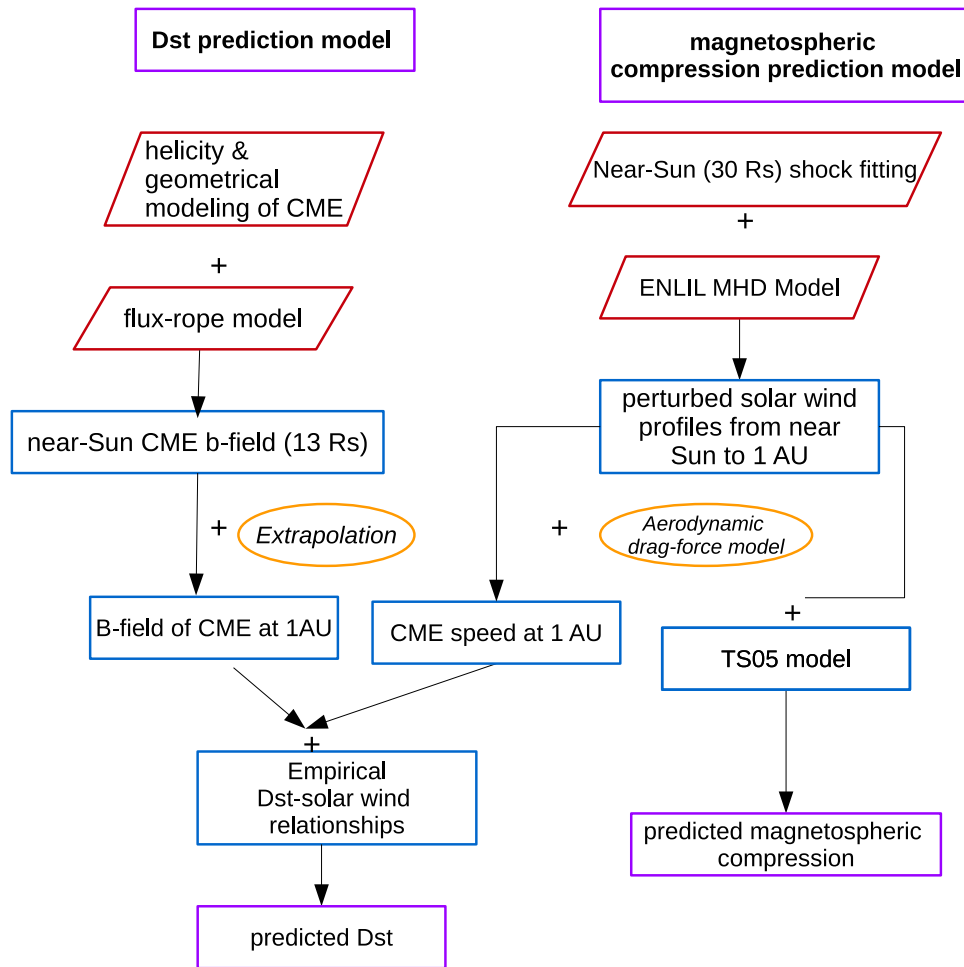 Dst prediction model
magnetospheric
compression prediction model
helicity &
geometrical
modeling of CME
+
flux-rope model
near-Sun CME b-field (13 Rs)
+
Extrapolation
B-field of CME at 1AU
Near-Sun (30 Rs) shock fitting
+
ENLIL MHD Model
perturbed solar wind
profiles from near
Sun to 1 AU
+
Aerodynamic
drag-force model
CME speed at 1 AU
+
TS05 model
+
Empirical
Dst-solar wind
relationships
predicted Dst
predicted magnetospheric
compression